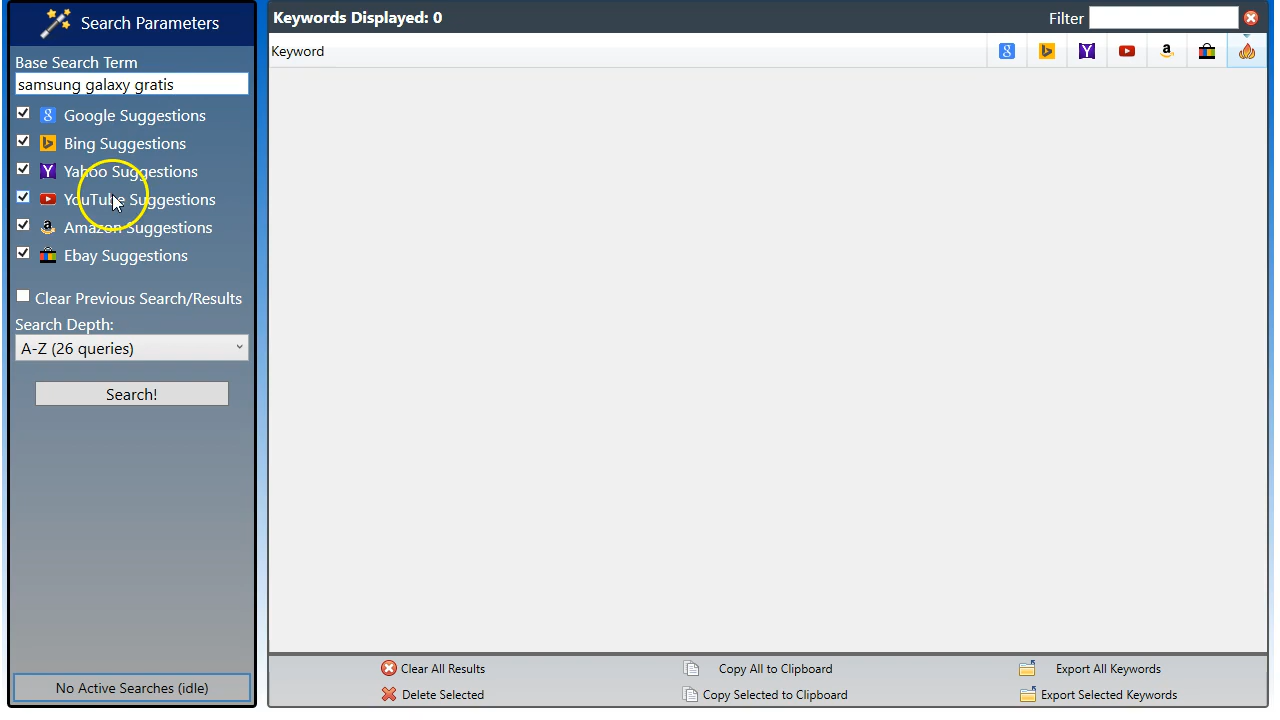 Search Parameters
Base Search Term
samsung galaxy gratis
Google Suggestions
Bing Suggestions
Yahoo Suggestions
YouTube Suggestions
Amazon Suggestions
Ebay Suggestions
Clear Previous Search/Results
Search Depth:
A-Z (26 queries)
Search!
No Active Searches (idle)
Keywords Displayed: 0
Filter
Keyword
Clear All Results
Copy All to Clipboard
Export All Keywords
Delete Selected
Copy Selected to Clipboard
Export Selected Keywords